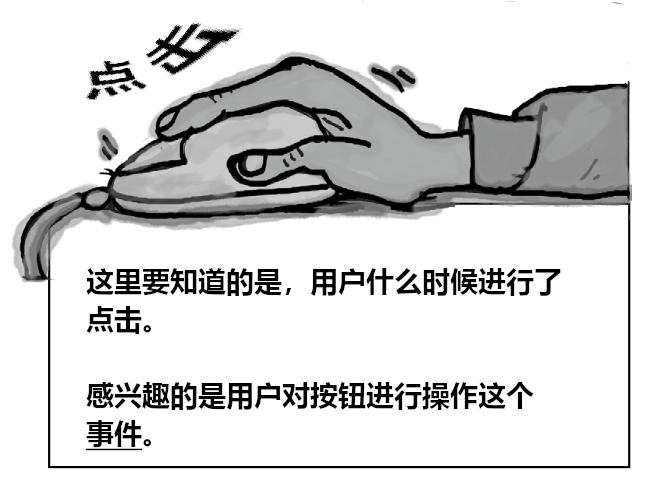 点击
这里要知道的是，用户什么时候进行了
点击。
感兴趣的是用户对按钮进行操作这个
事件。